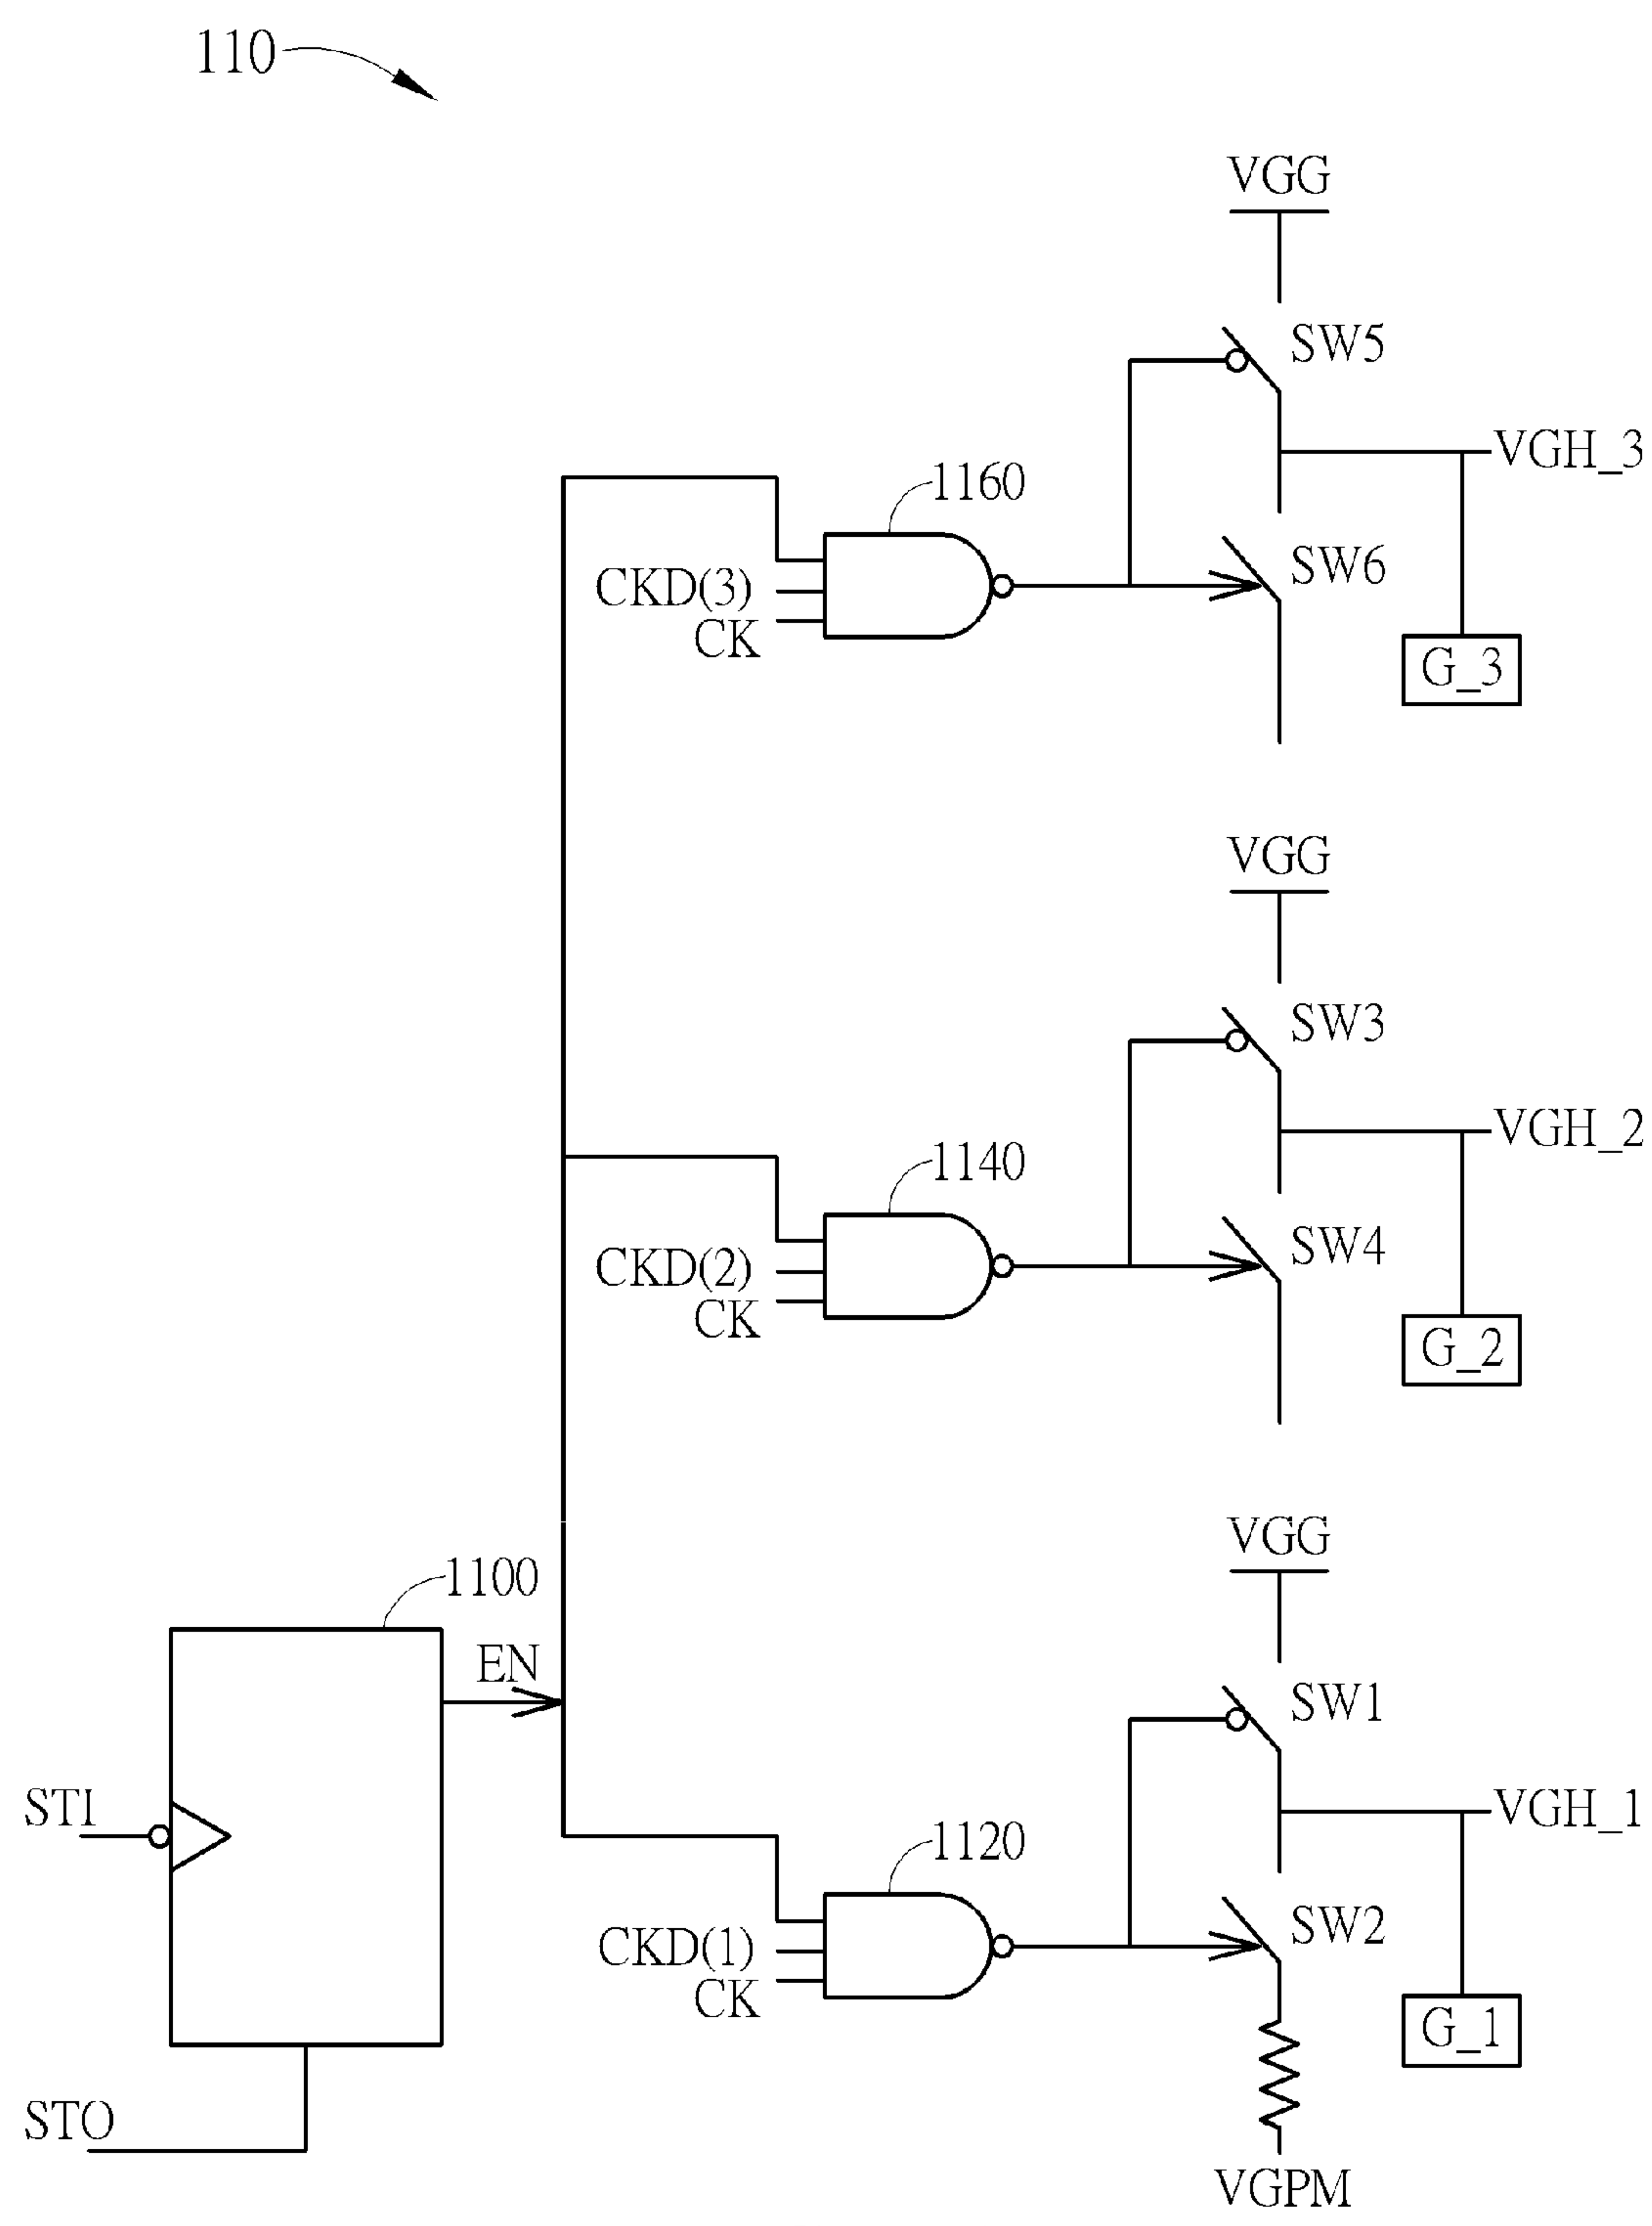 110
VGG
SW5
VGH_3
1160
CKD(3)
CK
SW6
G_3
VGG
SW3
VGH_2
1140
CKD(2)
CK
SW4
G_2
VGG
1100
EN
SW1
STI
VGH_1
1120
CKD(1)
CK
SW2
G_1
STO
VGPM